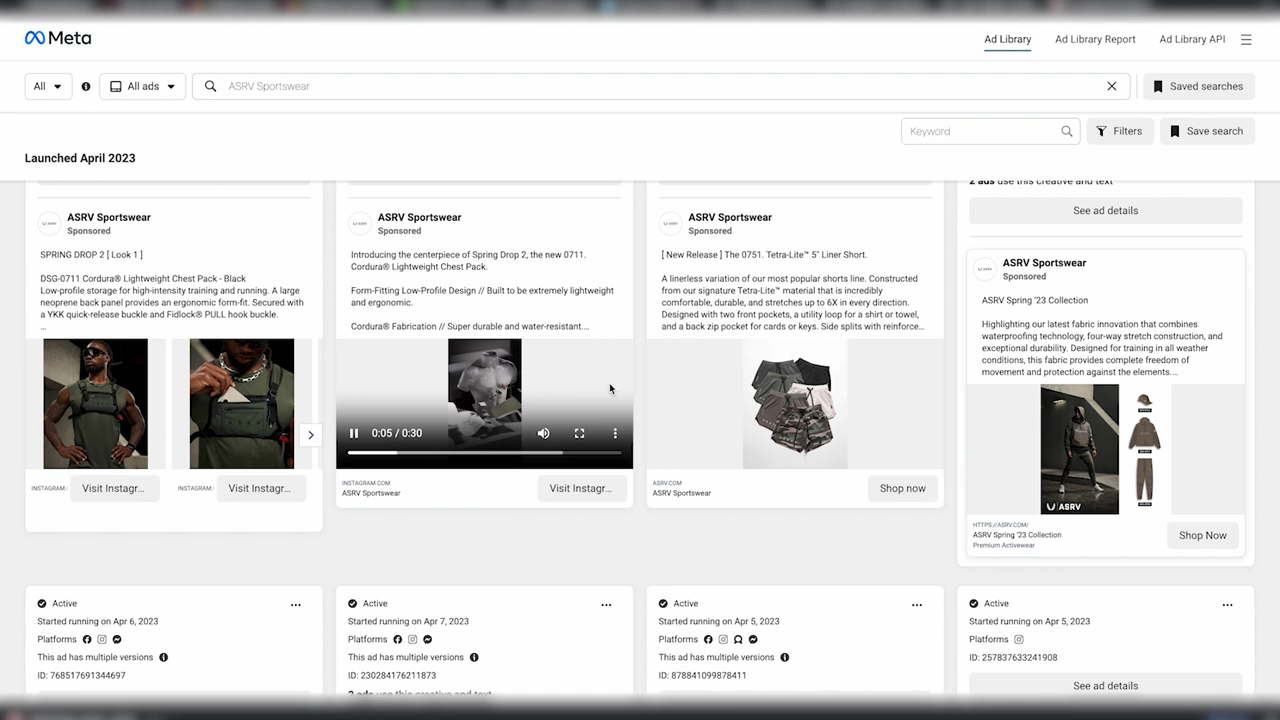 Meta
Ad Library
Ad Library Report
Ad Library API
All
All ads
ASRV Sportswear
Saved searches
Keyword
Filters
Save search
Launched April 2023
ASRV Sportswear
Sponsored
SPRING DROP 2 [ Look 1 ]
DSG-0711 Cordura® Lightweight Chest Pack - Black
Low-profile storage for high-intensity training and running. A large
neoprene back panel provides an ergonomic form-fit. Secured with
a YKK quick-release buckle and Fidlock® PULL hook buckle.
...
INSTAGRAM.
Visit Instagr...
INSTAGRAM.
Visit Instagr...
ASRV Sportswear
Sponsored
Introducing the centerpiece of Spring Drop 2, the new 0711.
Cordura® Lightweight Chest Pack.
Form-Fitting Low-Profile Design // Built to be extremely lightweight
and ergonomic.
Cordura® Fabrication // Super durable and water-resistant....
0:05 / 0:30
INSTAGRAM.COM
ASRV Sportswear
Visit Instagr...
ASRV Sportswear
Sponsored
[ New Release ] The 0751. Tetra-Lite™ 5" Liner Short.
A linerless variation of our most popular shorts line. Constructed
from our signature Tetra-Lite™ material that is incredibly
comfortable, durable, and stretches up to 6X in every direction.
Designed with two front pockets, a utility loop for a shirt or towel,
and a back zip pocket for cards or keys. Side splits with reinforce...
ASRV.COM
ASRV Sportswear
Shop now
2 ads use this creative and text
See ad details
ASRV Sportswear
Sponsored
ASRV Spring '23 Collection
Highlighting our latest fabric innovation that combines
waterproofing technology, four-way stretch construction, and
exceptional durability. Designed for training in all weather
conditions, this fabric provides complete freedom of
movement and protection against the elements....
ASRV
HTTPS://ASRV.COM/
ASRV Spring '23 Collection
Premium Activewear
Shop Now
Active
Started running on Apr 6, 2023
Platforms
This ad has multiple versions
ID: 768517691344697
Active
Started running on Apr 7, 2023
Platforms
This ad has multiple versions
ID: 230284176211873
2 ads use this creative and text
Active
Started running on Apr 5, 2023
Platforms
This ad has multiple versions
ID: 878841099878411
Active
Started running on Apr 5, 2023
Platforms
ID: 257837633241908
See ad details